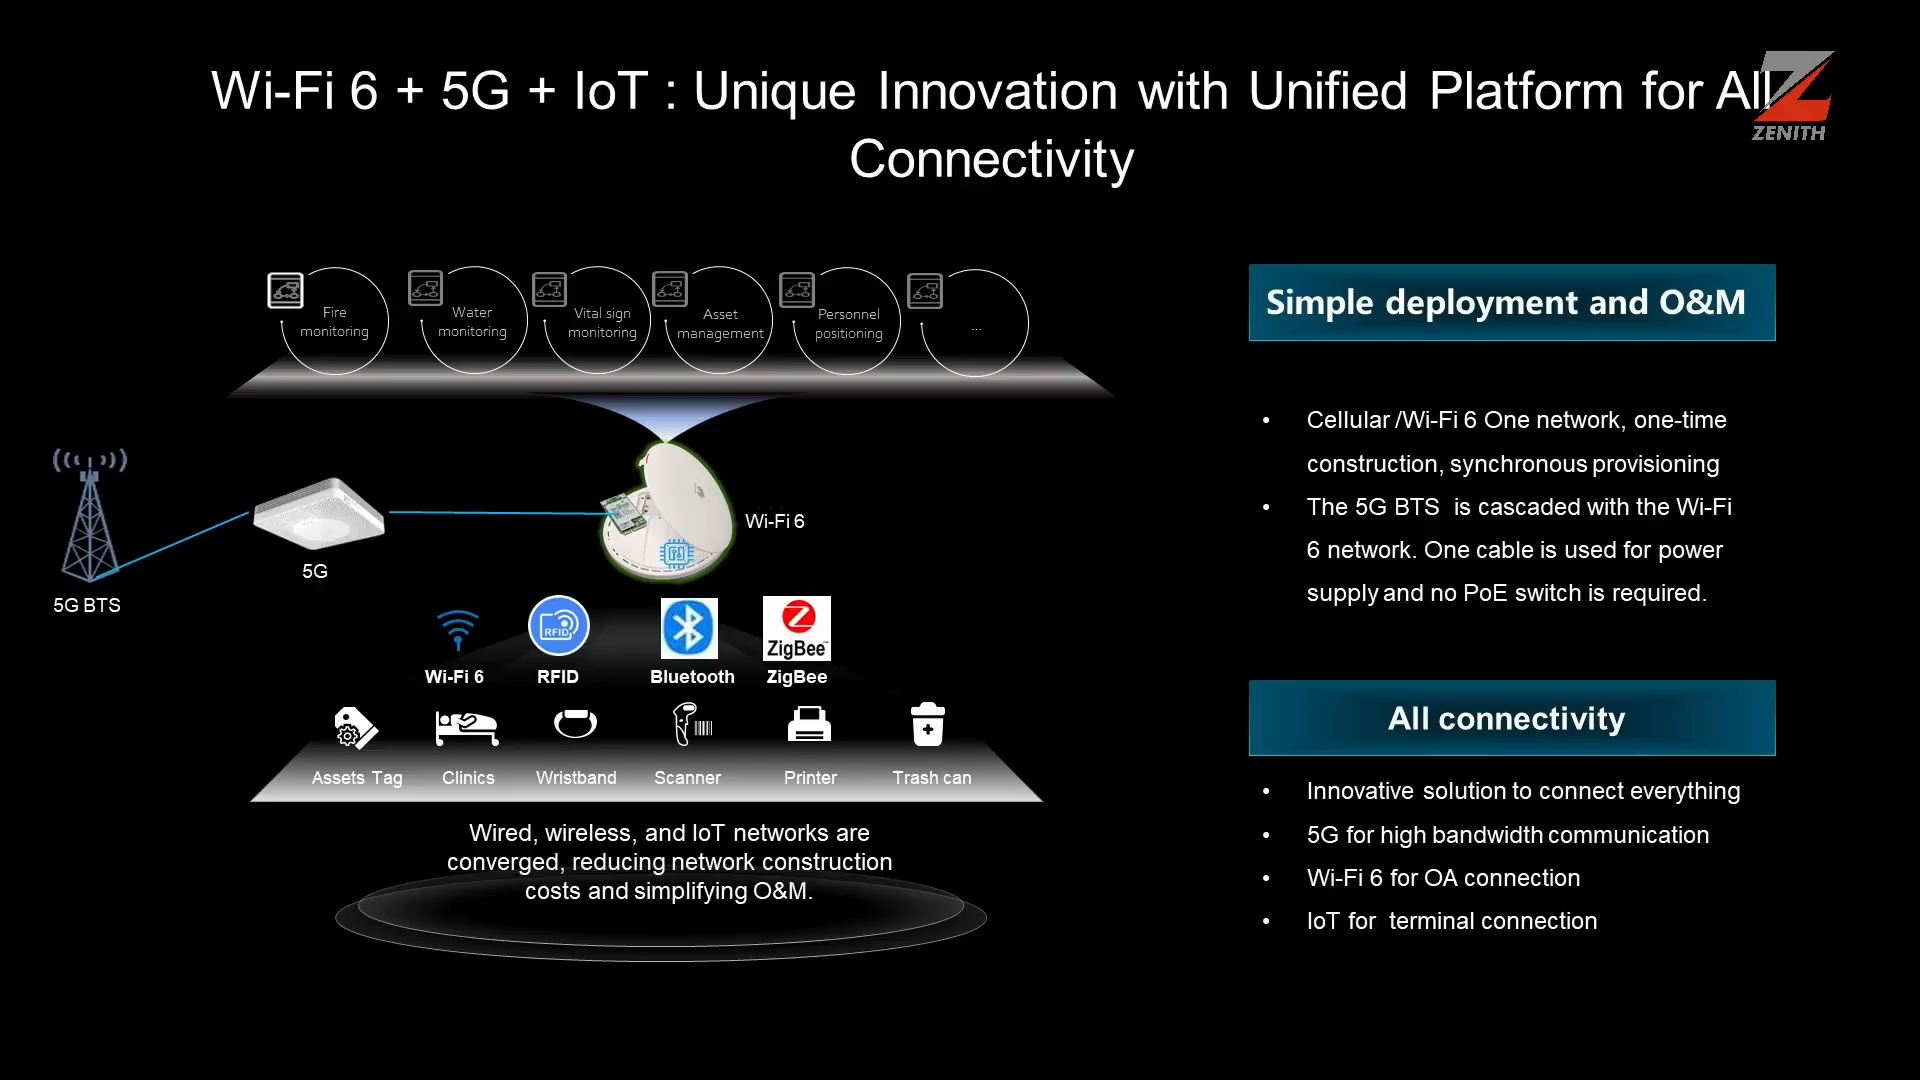 Wi-Fi 6 + 5G + IoT : Unique Innovation with Unified Platform for All
Connectivity
ZENITH
Fire
monitoring
Water
monitoring
Vital sign
monitoring
Asset
management
Personnel
positioning
...
Wi-Fi 6
5G
5G BTS
RFID
ZigBee™
Wi-Fi 6
RFID
Bluetooth
ZigBee
Assets Tag
Clinics
Wristband
Scanner
Printer
Trash can
Wired, wireless, and IoT networks are
converged, reducing network construction
costs and simplifying O&M.
Simple deployment and O&M
• Cellular /Wi-Fi 6 One network, one-time
construction, synchronous provisioning
• The 5G BTS is cascaded with the Wi-Fi
6 network. One cable is used for power
supply and no PoE switch is required.
All connectivity
• Innovative solution to connect everything
• 5G for high bandwidth communication
• Wi-Fi 6 for OA connection
• IoT for terminal connection